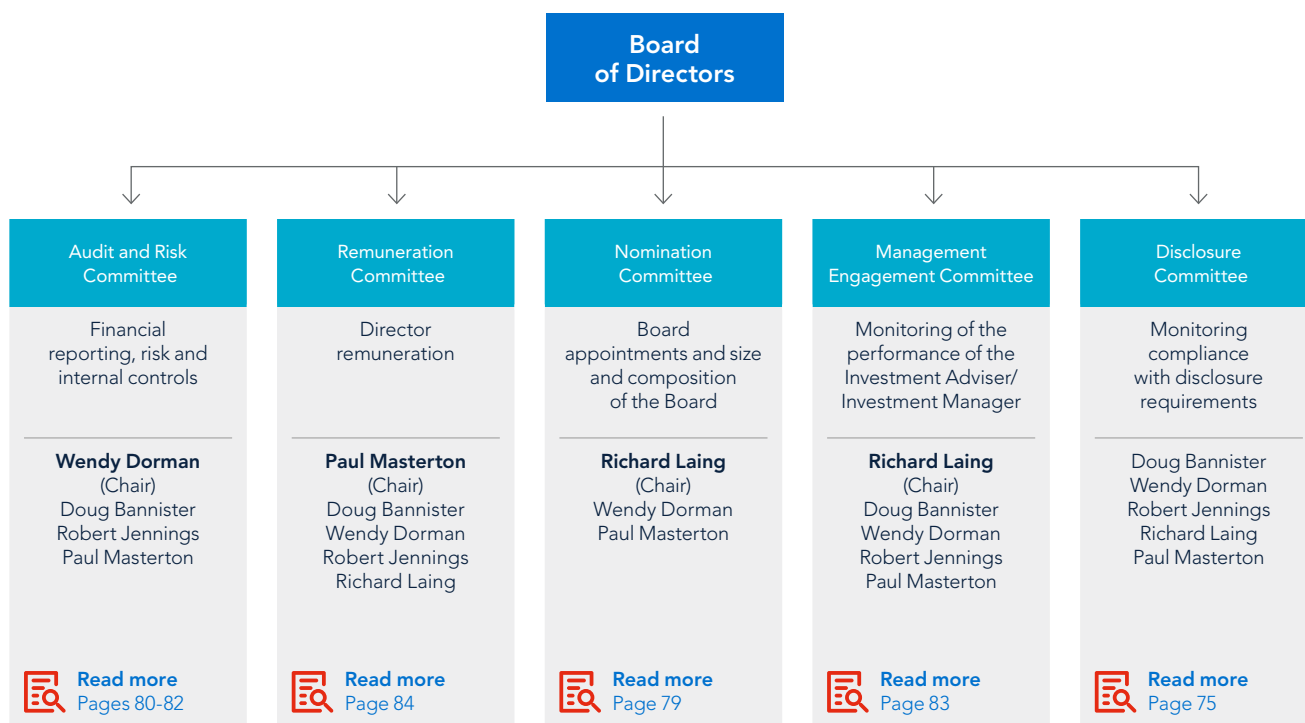 Board
of Directors
Audit and Risk
Committee
Financial
reporting, risk and
internal controls
Wendy Dorman
(Chair)
Doug Bannister
Robert Jennings
Paul Masterton
Read more
Pages 80-82
Remuneration
Committee
Director
remuneration
Paul Masterton
(Chair)
Doug Bannister
Wendy Dorman
Robert Jennings
Richard Laing
Read more
Page 84
Nomination
Committee
Board
appointments and size
and composition
of the Board
Richard Laing
(Chair)
Wendy Dorman
Paul Masterton
Read more
Page 79
Management
Engagement Committee
Monitoring of the
performance of the
Investment Adviser/
Investment Manager
Richard Laing
(Chair)
Doug Bannister
Wendy Dorman
Robert Jennings
Paul Masterton
Read more
Page 83
Disclosure
Committee
Monitoring
compliance
with disclosure
requirements
Doug Bannister
Wendy Dorman
Robert Jennings
Richard Laing
Paul Masterton
Read more
Page 75